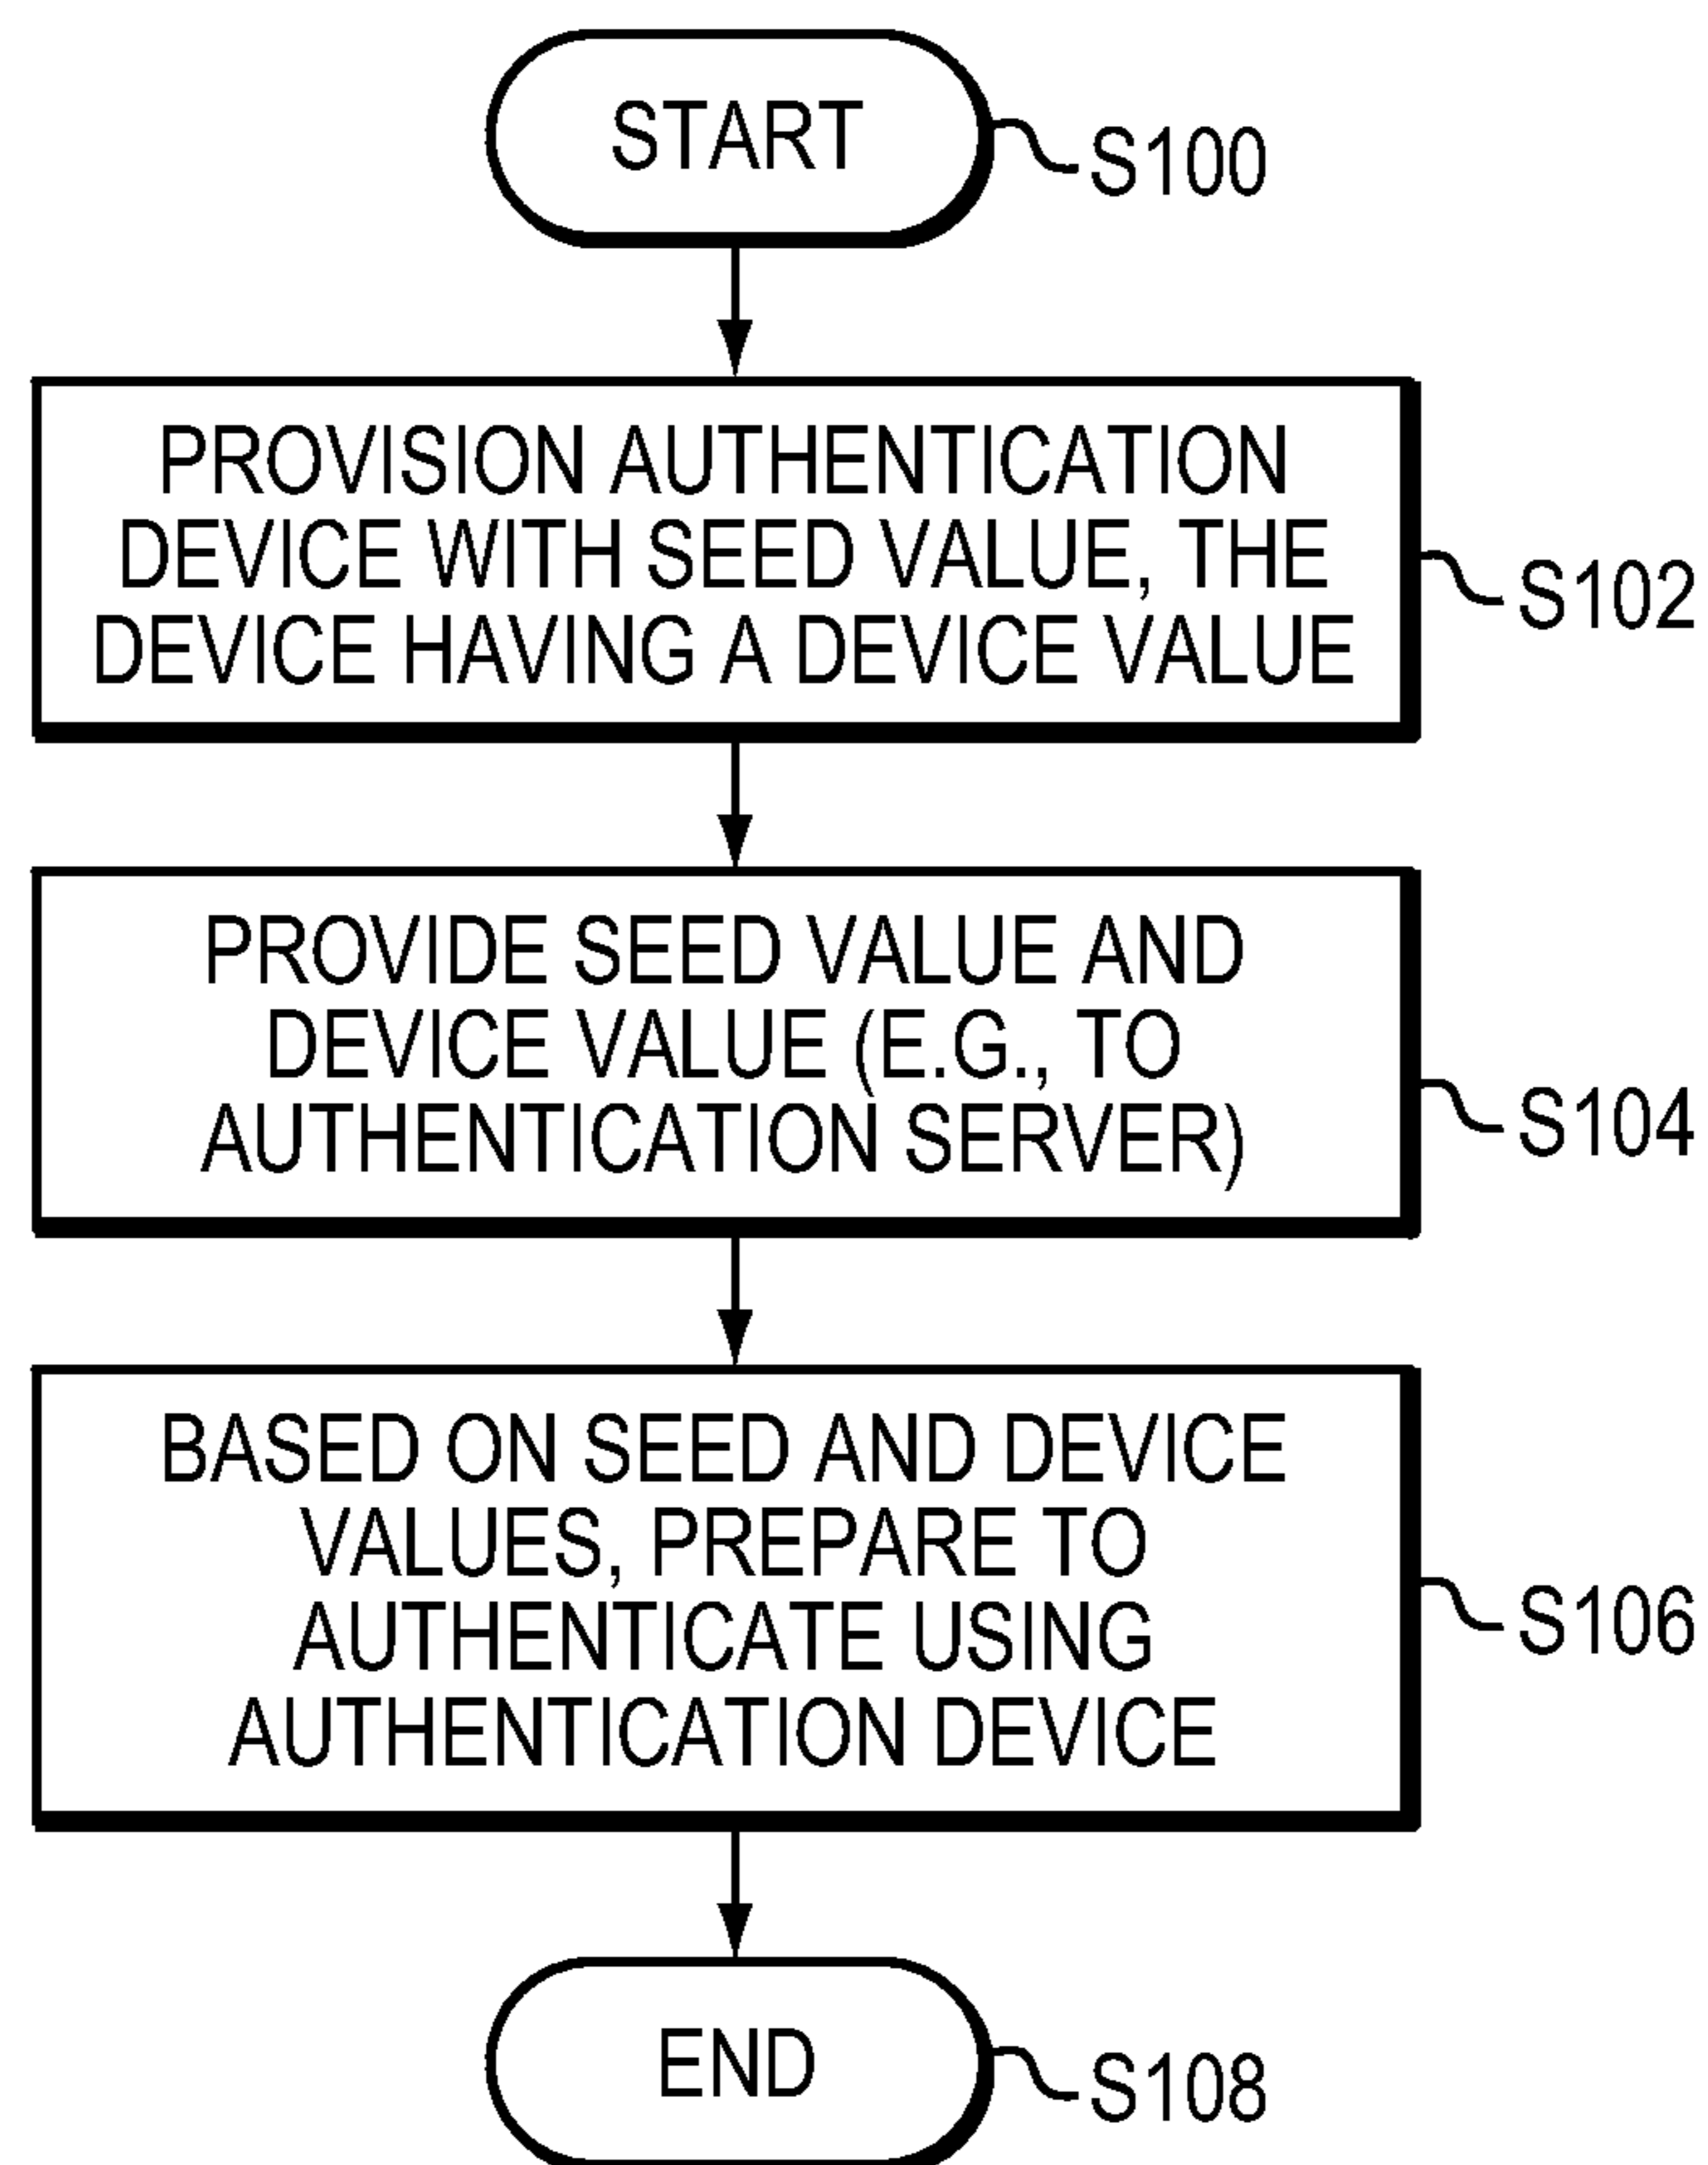 START
S100
PROVISION AUTHENTICATION
DEVICE WITH SEED VALUE, THE
DEVICE HAVING A DEVICE VALUE
S102
PROVIDE SEED VALUE AND
DEVICE VALUE (E.G., TO
AUTHENTICATION SERVER)
S104
BASED ON SEED AND DEVICE
VALUES, PREPARE TO
AUTHENTICATE USING
AUTHENTICATION DEVICE
S106
END
S108